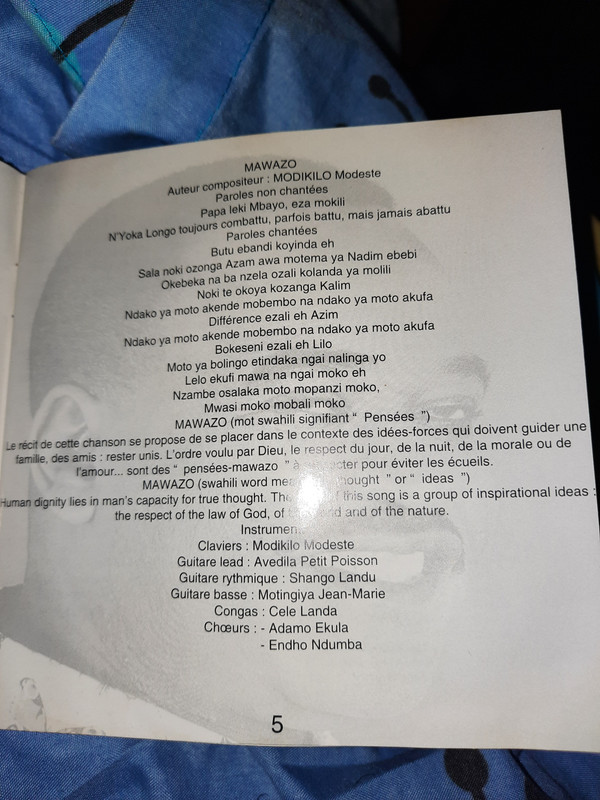 MAWAZO
Auteur compositeur : MODIKILO Modeste
Paroles non chantées
Papa leki Mbayo, eza mokili
N'Yoka Longo toujours combattu, parfois battu, mais jamais abattu
Paroles chantées
Butu ebandi koyinda eh
Sala noki ozonga Azam awa motema ya Nadim ebebi
Okebeka na ba nzela ozali kolanda ya molili
Noki te okoya kozanga Kalim
Ndako ya moto akende mobembo na ndako ya moto akufa
Différence ezali eh Azim
Ndako ya moto akende mobembo na ndako ya moto akufa
Bokeseni ezali eh Lilo
Moto ya bolingo etindaka ngai nalinga yo
Lelo ekufi mawa na ngai moko eh
Nzambe osalaka moto mopanzi moko,
Mwasi moko mobali moko
MAWAZO (mot swahili signifiant “ Pensées ”)
Le récit de cette chanson se propose de se placer dans le contexte des idées-forces qui doivent guider une
famille, des amis : rester unis. L'ordre voulu par Dieu, le respect du jour, de la nuit, de la morale ou de
l'amour... sont des “ pensées-mawazo ” à pour éviter les écueils.
MAWAZO (swahili word ” or “ ideas ”)
Human dignity lies in man's capacity for true thought. this song is a group of inspirational ideas :
the respect of the law of God, of and of the nature.
Claviers : Modikilo Modeste
Guitare lead : Avedila Petit Poisson
Guitare rythmique : Shango Landu
Guitare basse : Motingiya Jean-Marie
Congas : Cele Landa
Chœurs : - Adamo Ekula
- Endho Ndumba
5